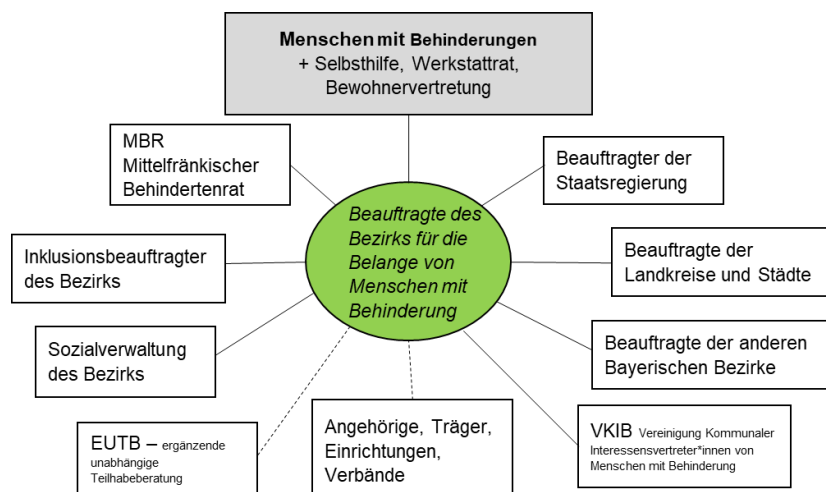 Menschen mit Behinderungen
+ Selbsthilfe, Werkstattrat,
Bewohnervertretung
MBR
Mittelfränkischer
Behindertenrat
Beauftragter der
Staatsregierung
Beauftragte des
Bezirks für die
Belange von
Menschen mit
Behinderung
Inklusionsbeauftragter
des Bezirks
Beauftragte der
Landkreise und Städte
Sozialverwaltung
des Bezirks
Beauftragte der anderen
Bayerischen Bezirke
EUTB – ergänzende
unabhängige
Teilhabeberatung
Angehörige, Träger,
Einrichtungen,
Verbände
VKIB Vereinigung Kommunaler
Interessensvertreter*innen von
Menschen mit Behinderung